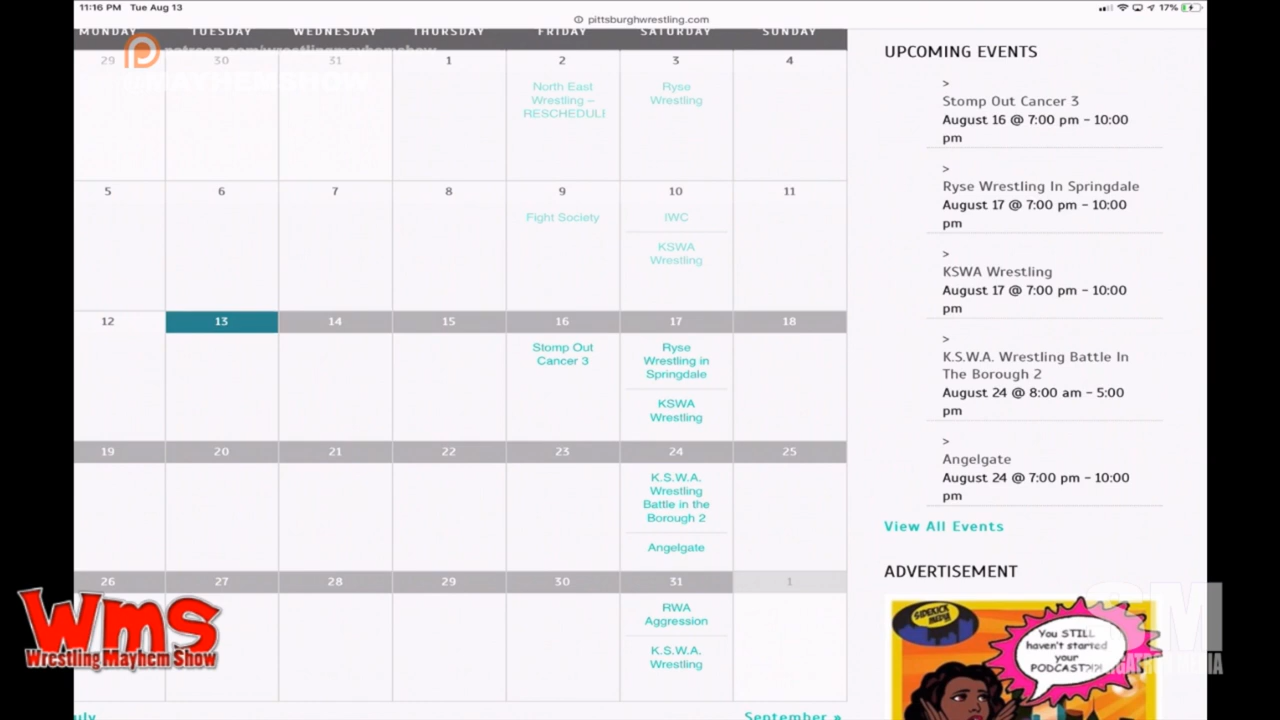 11:16 PM Tue Aug 13
17%
pittsburghwrestling.com
MONDAY TUESDAY WEDNESDAY THURSDAY FRIDAY SATURDAY SUNDAY
patreon.com/wrestlingmayhemshow
MAYHEMSHOW
29 30 31 1 2 3 4
North East
Wrestling –
RESCHEDULE
Ryse
Wrestling
5 6 7 8 9 10 11
Fight Society
IWC
KSWA
Wrestling
12 13 14 15 16 17 18
Stomp Out
Cancer 3
Ryse
Wrestling in
Springdale
KSWA
Wrestling
19 20 21 22 23 24 25
K.S.W.A.
Wrestling
Battle in the
Borough 2
Angelgate
26 27 28 29 30 31 1
RWA
Aggression
K.S.W.A.
Wrestling
uly
September »
UPCOMING EVENTS
>
Stomp Out Cancer 3
August 16 @ 7:00 pm – 10:00
pm
>
Ryse Wrestling In Springdale
August 17 @ 7:00 pm – 10:00
pm
>
KSWA Wrestling
August 17 @ 7:00 pm – 10:00
pm
>
K.S.W.A. Wrestling Battle In
The Borough 2
August 24 @ 8:00 am – 5:00
pm
>
Angelgate
August 24 @ 7:00 pm – 10:00
pm
View All Events
ADVERTISEMENT
SIDEKICK
You STILL
haven't started
your
PODCAST?!?!
WMS
Wrestling Mayhem Show
MEDIA